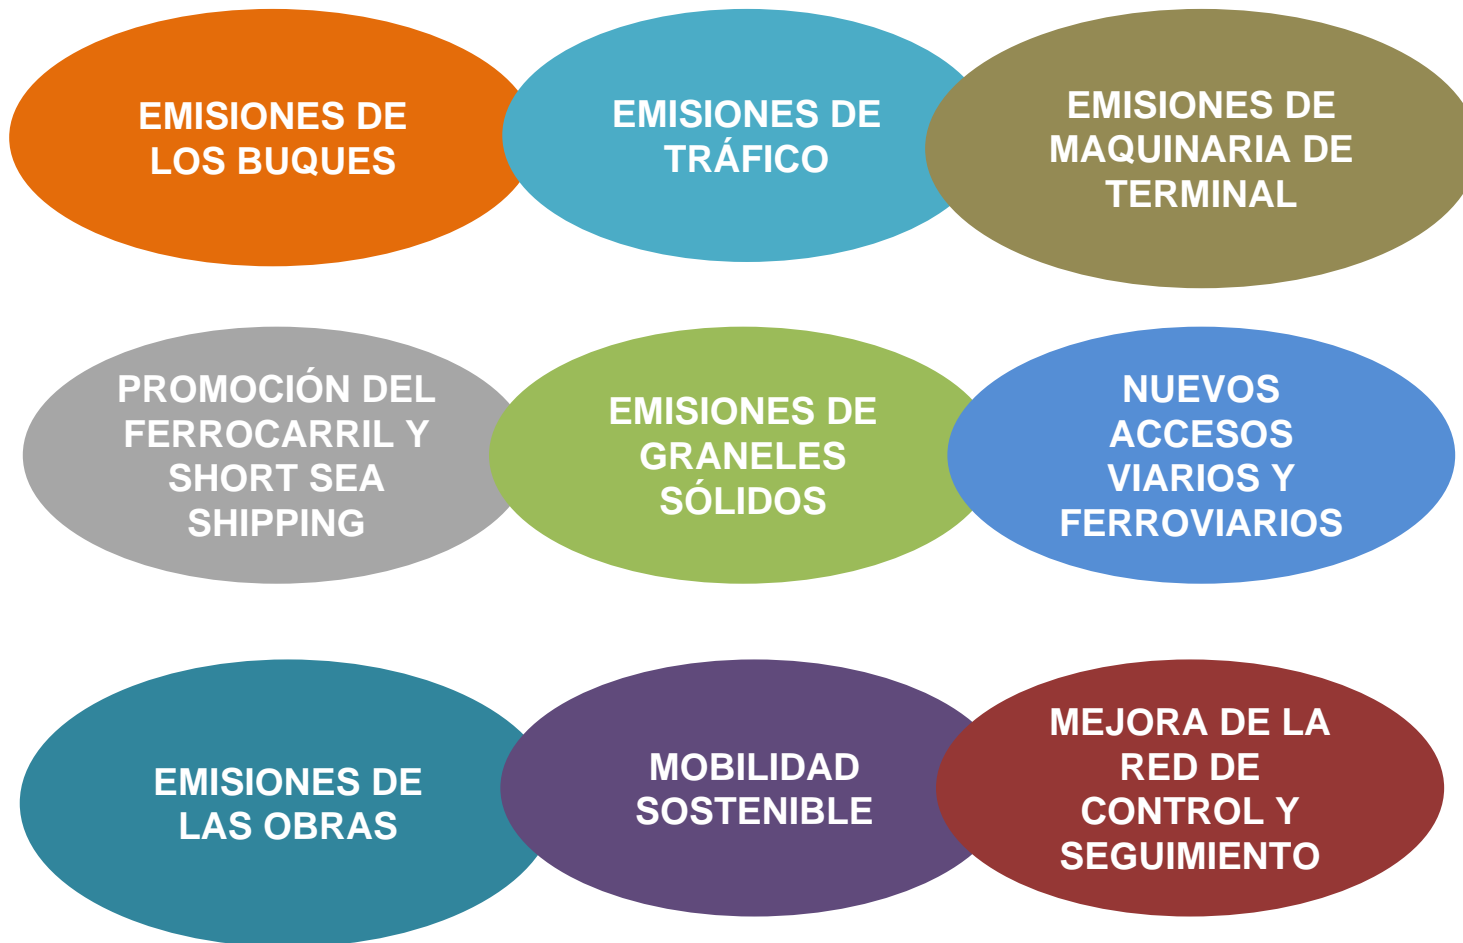 EMISIONES DE
LOS BUQUES
EMISIONES DE
TRÁFICO
EMISIONES DE
MAQUINARIA DE
TERMINAL
PROMOCIÓN DEL
FERROCARRIL Y
SHORT SEA
SHIPPING
EMISIONES DE
GRANELES
SÓLIDOS
NUEVOS
ACCESOS
VIARIOS Y
FERROVIARIOS
EMISIONES DE
LAS OBRAS
MOBILIDAD
SOSTENIBLE
MEJORA DE LA
RED DE
CONTROL Y
SEGUIMIENTO